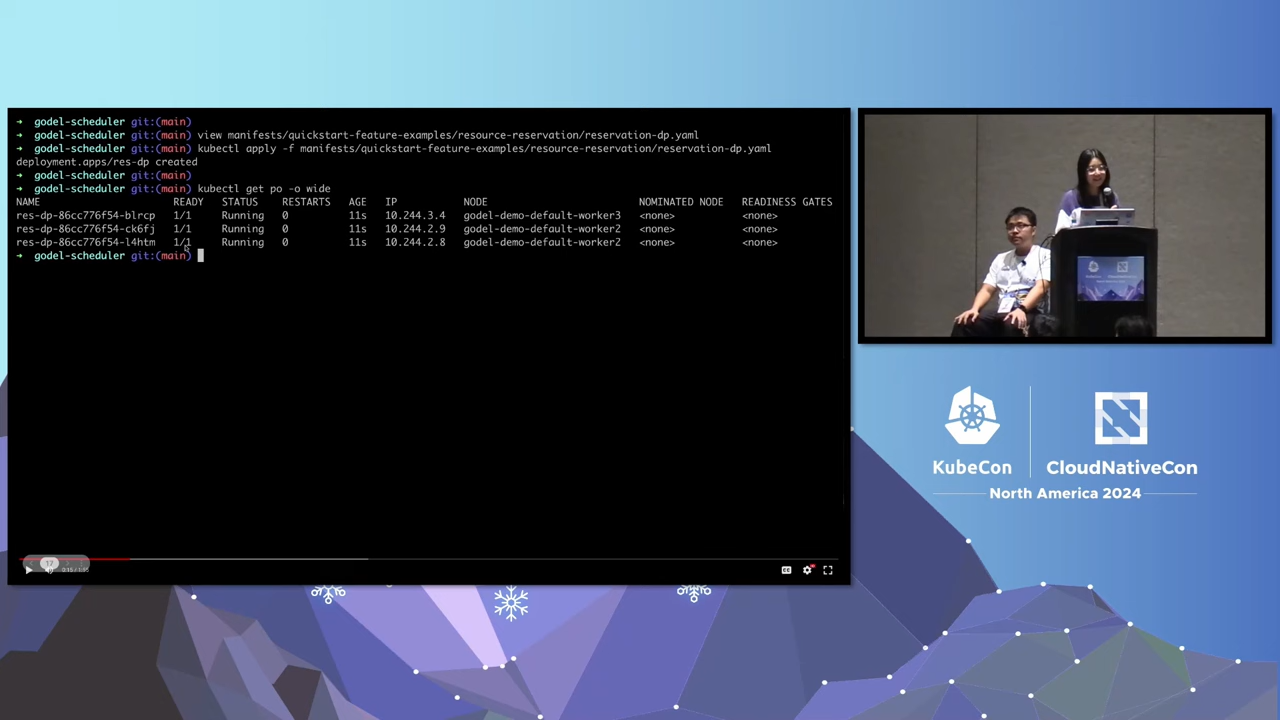 ➜ godel-scheduler git:(main)
➜ godel-scheduler git:(main) view manifests/quickstart-feature-examples/resource-reservation/reservation-dp.yaml
➜ godel-scheduler git:(main) kubectl apply -f manifests/quickstart-feature-examples/resource-reservation/reservation-dp.yaml
deployment.apps/res-dp created
➜ godel-scheduler git:(main)
➜ godel-scheduler git:(main) kubectl get po -o wide
NAME READY STATUS RESTARTS AGE IP NODE NOMINATED NODE READINESS GATES
res-dp-86cc776f54-blrcp 1/1 Running 0 11s 10.244.3.4 godel-demo-default-worker3 <none> <none>
res-dp-86cc776f54-ck6fj 1/1 Running 0 11s 10.244.2.9 godel-demo-default-worker2 <none> <none>
res-dp-86cc776f54-l4htm 1/1 Running 0 11s 10.244.2.8 godel-demo-default-worker2 <none> <none>
➜ godel-scheduler git:(main)
17
KubeCon
CloudNativeCon
North America 2024